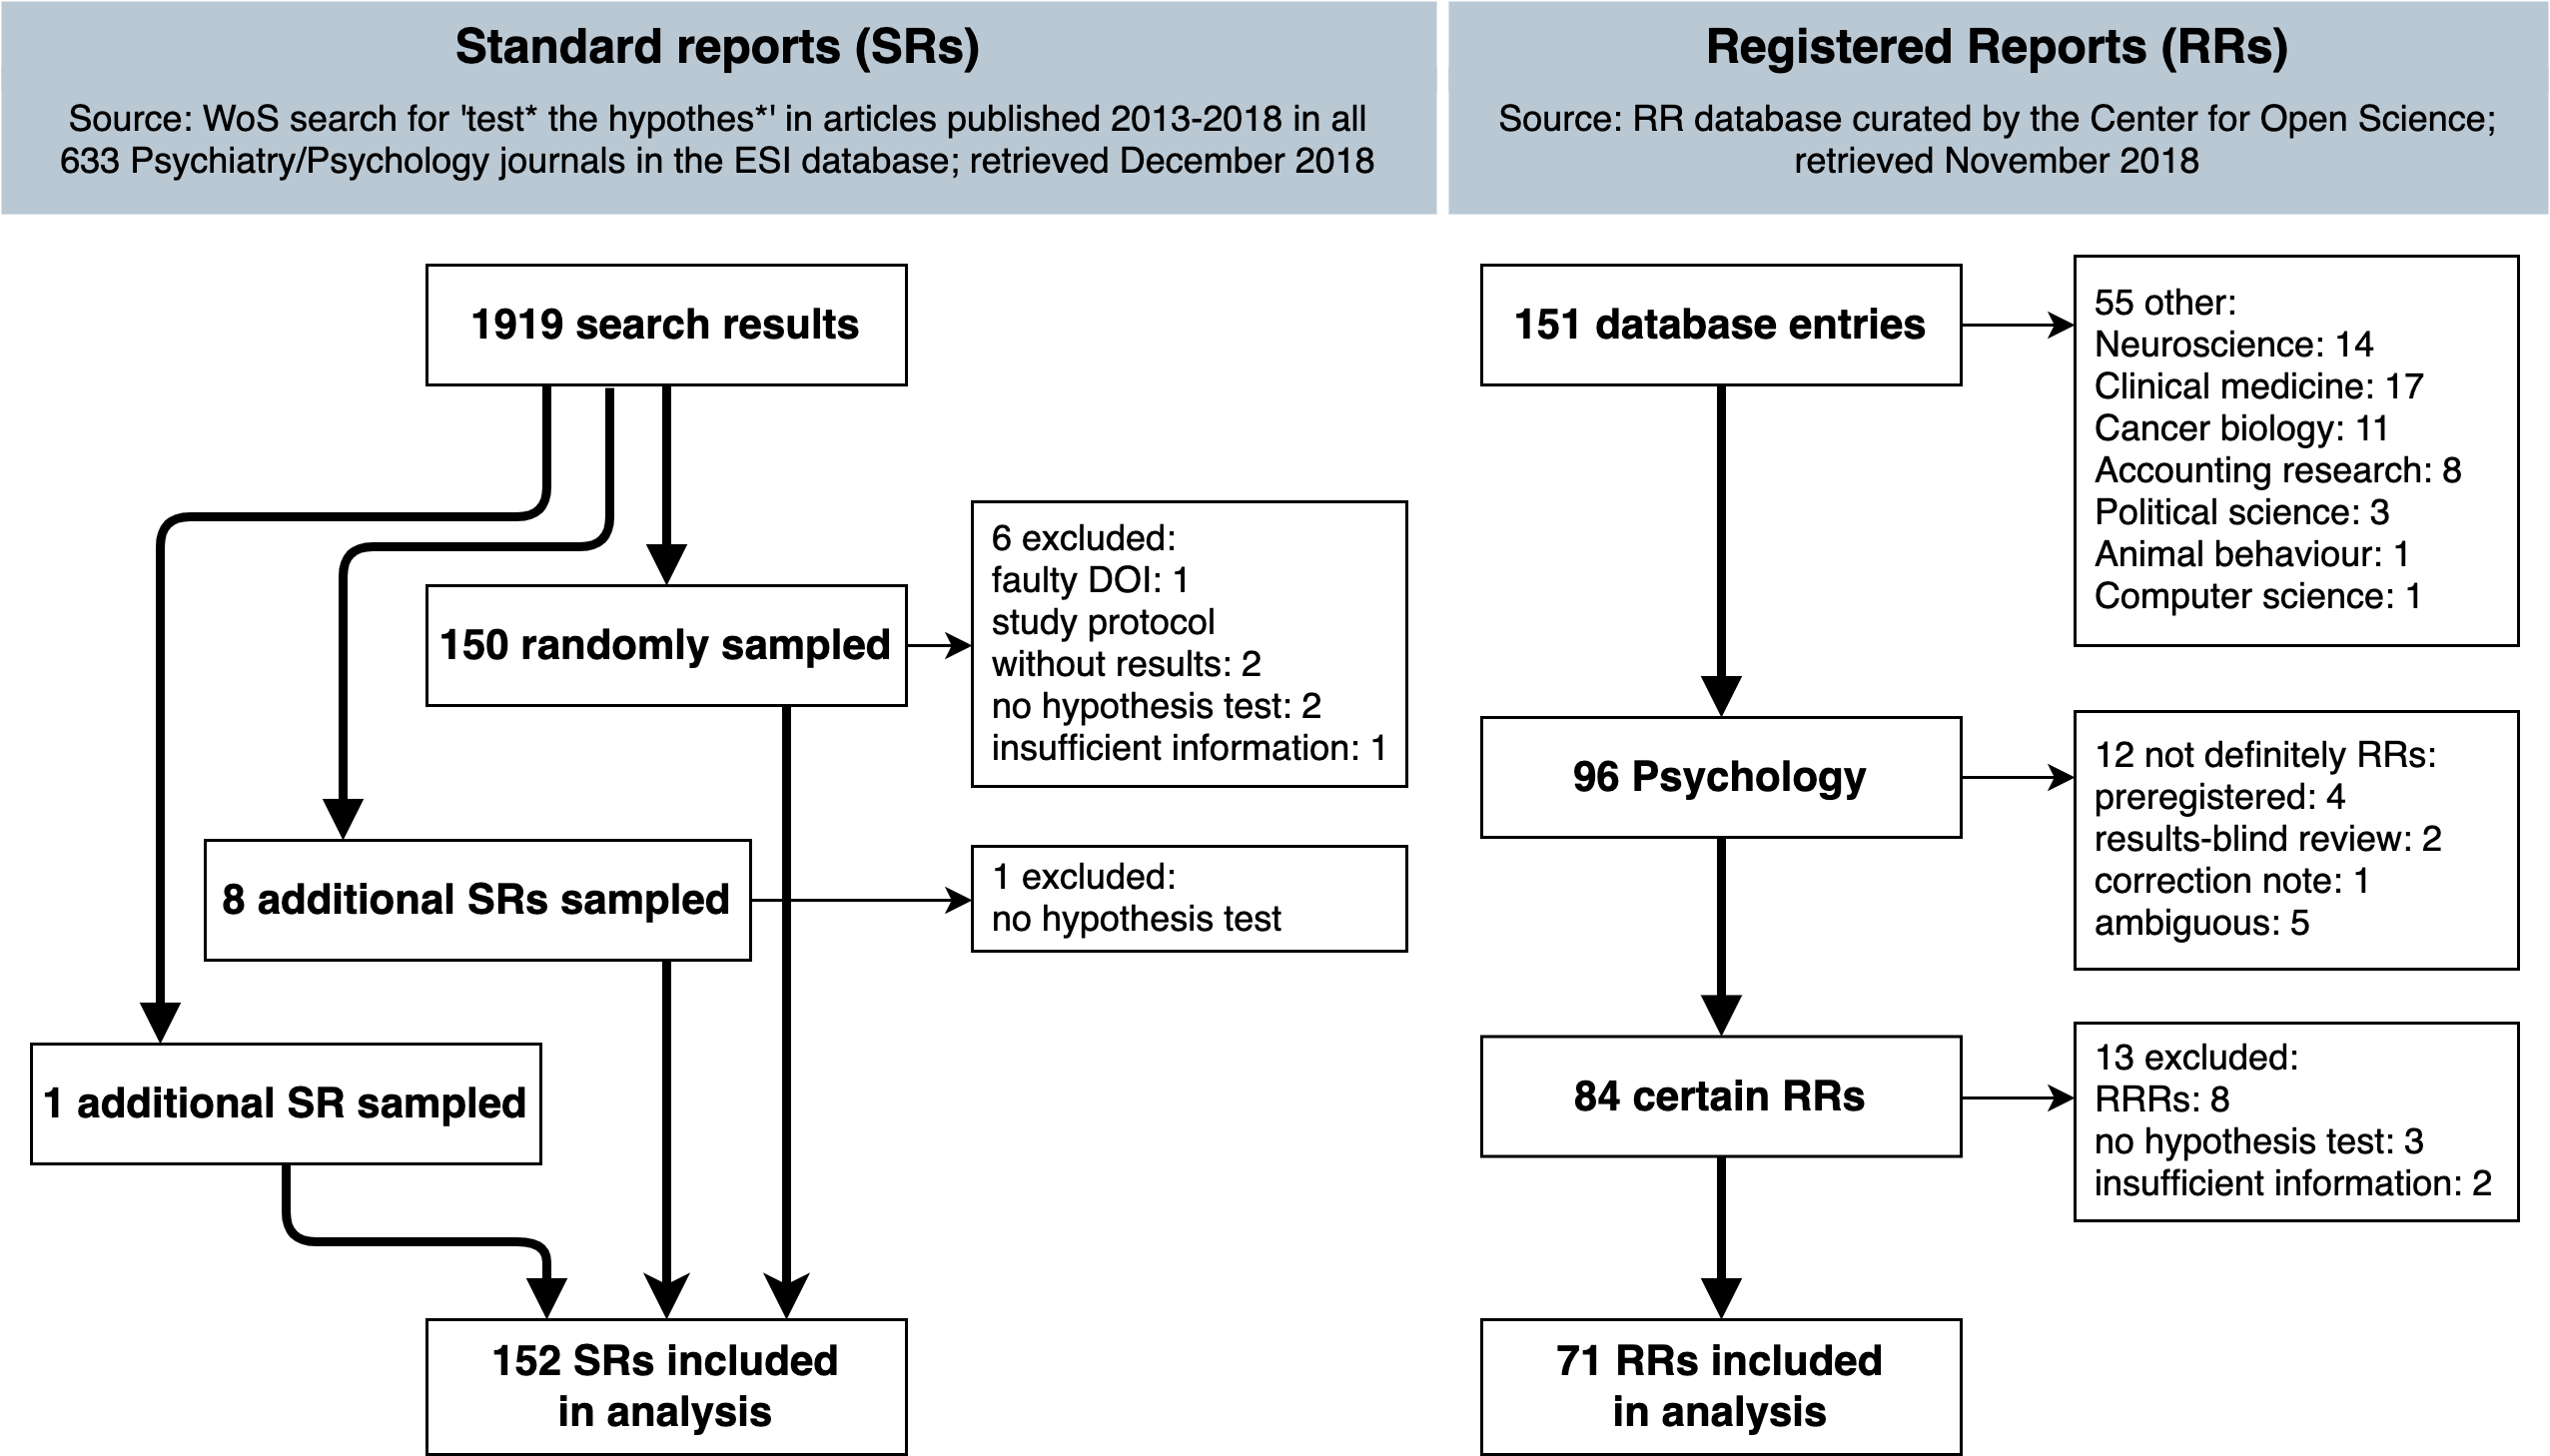 Standard reports (SRs)
Source: WoS search for 'test* the hypothes*' in articles published 2013-2018 in all
633 Psychiatry/Psychology journals in the ESI database; retrieved December 2018
1919 search results
150 randomly sampled
6 excluded:
faulty DOI: 1
study protocol
without results: 2
no hypothesis test: 2
insufficient information: 1
8 additional SRs sampled
1 excluded:
no hypothesis test
1 additional SR sampled
152 SRs included
in analysis
Registered Reports (RRs)
Source: RR database curated by the Center for Open Science;
retrieved November 2018
151 database entries
55 other:
Neuroscience: 14
Clinical medicine: 17
Cancer biology: 11
Accounting research: 8
Political science: 3
Animal behaviour: 1
Computer science: 1
96 Psychology
12 not definitely RRs:
preregistered: 4
results-blind review: 2
correction note: 1
ambiguous: 5
84 certain RRs
13 excluded:
RRRs: 8
no hypothesis test: 3
insufficient information: 2
71 RRs included
in analysis